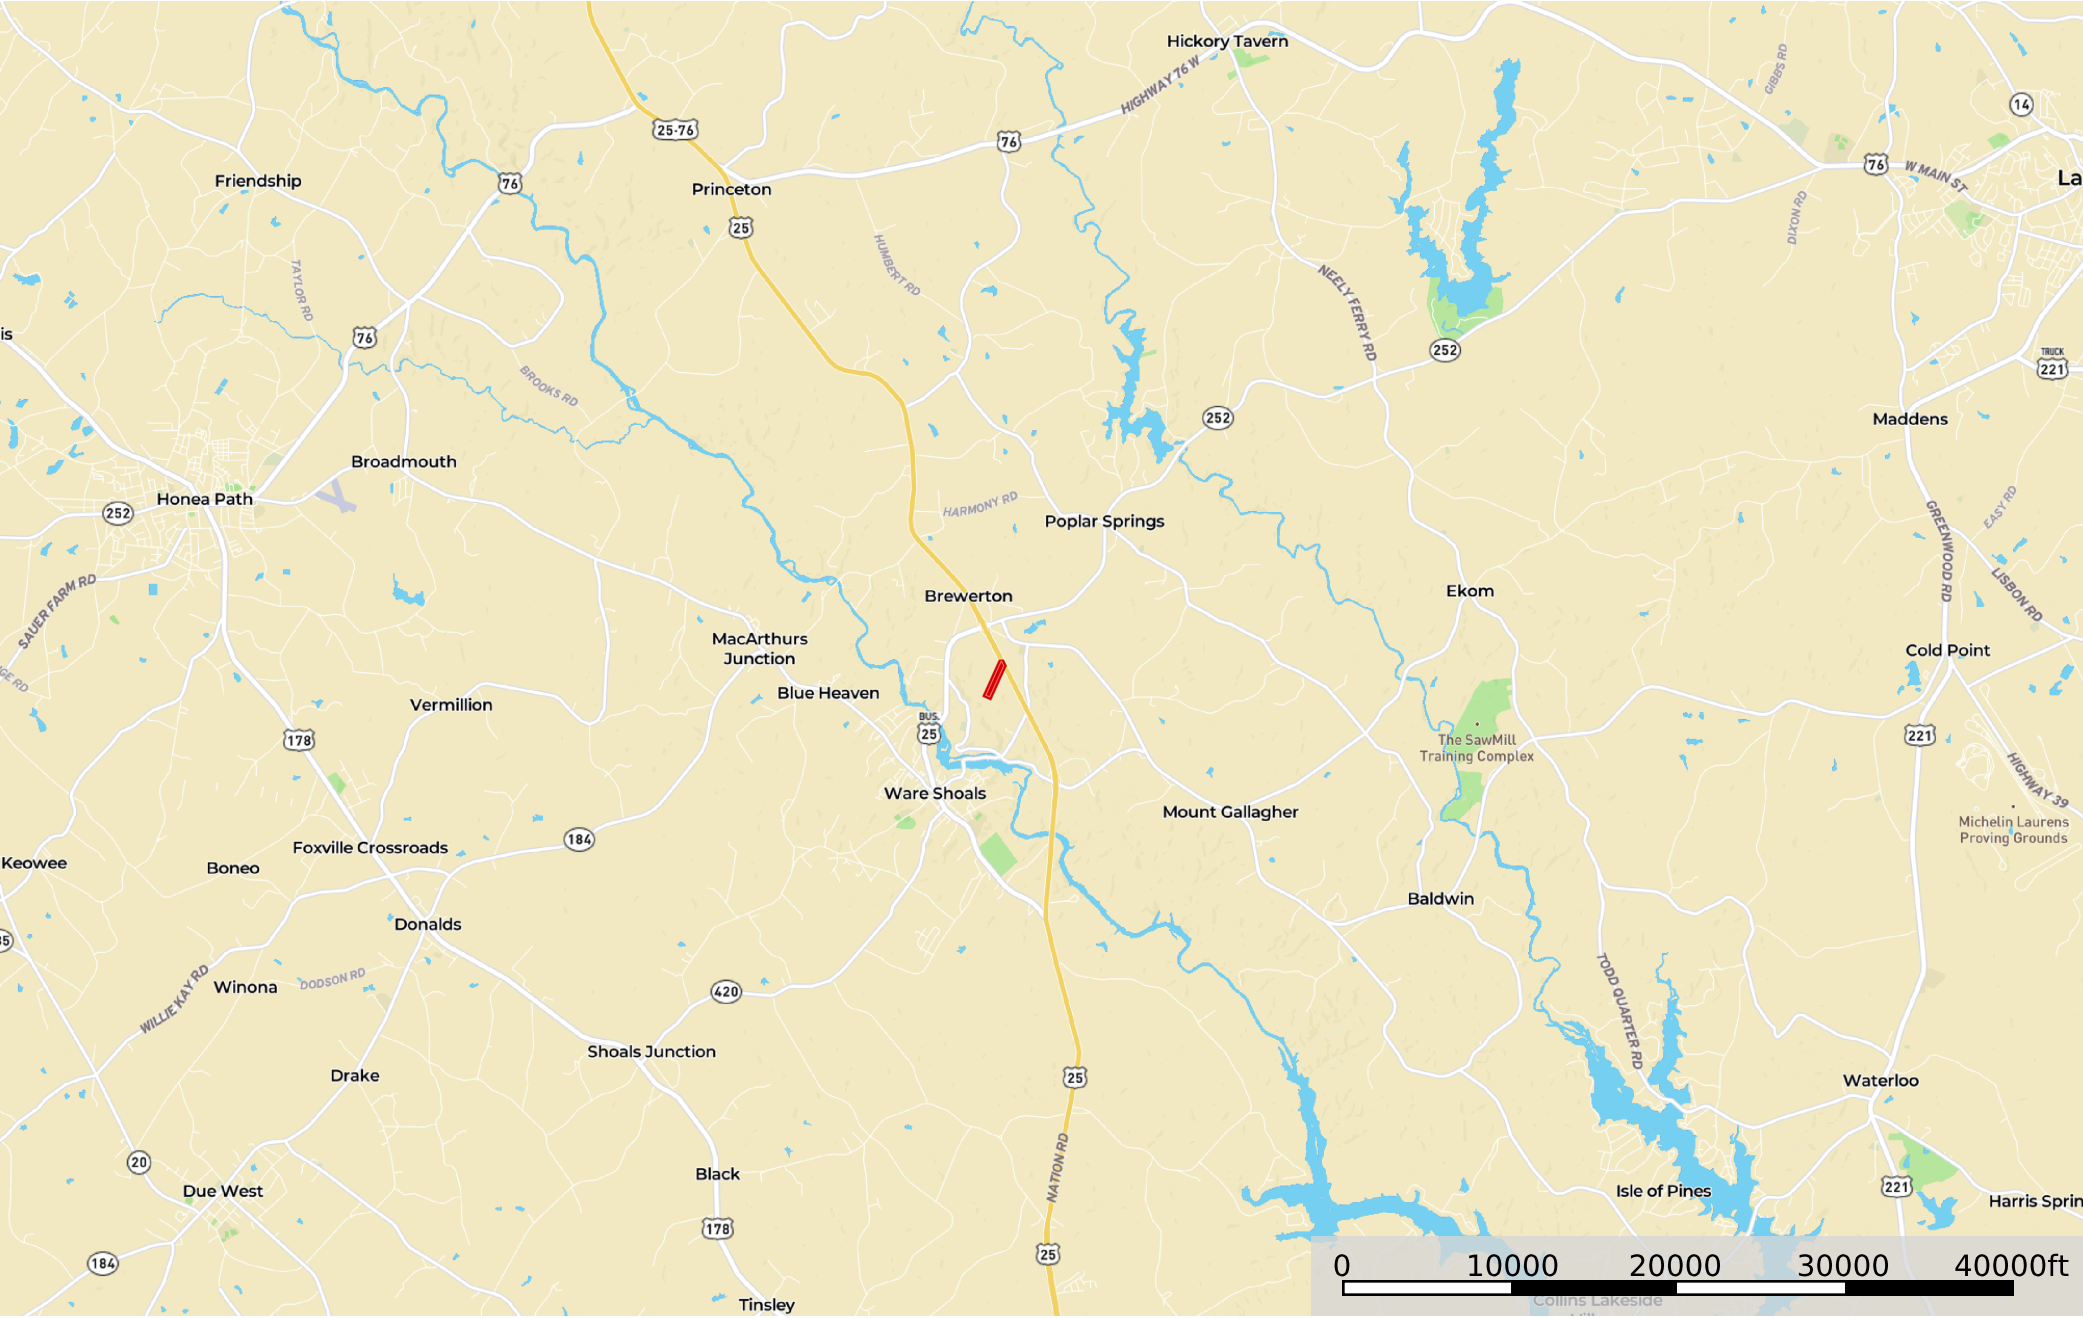 Hickory Tavern
HIGHWAY 76 W
GIBBS RD
14
25-76
76
76
76
W MAIN ST
La
Friendship
Princeton
25
DIXON RD
HUMBERT RD
TAYLOR RD
NEELY FERRY RD
is
76
252
TRUCK
221
BROOKS RD
252
Maddens
Broadmouth
Honea Path
252
HARMONY RD
Poplar Springs
EASY RD
GREENWOOD RD
SAUER FARM RD
Brewerton
Ekom
LISBON RD
MacArthurs
Junction
Cold Point
GE RD
Blue Heaven
Vermillion
BUS.
25
178
221
The SawMill
Training Complex
HIGHWAY 39
Ware Shoals
Mount Gallagher
Michelin Laurens
Proving Grounds
184
Foxville Crossroads
Keowee
Boneo
Baldwin
Donalds
35
WILLIE KAY RD
Winona
DODSON RD
420
TODD QUARTER RD
Shoals Junction
Drake
25
Waterloo
NATION RD
20
Black
Due West
Isle of Pines
221
Harris Sprin
178
25
184
0 10000 20000 30000 40000ft
Collins Lakeside
Tinsley